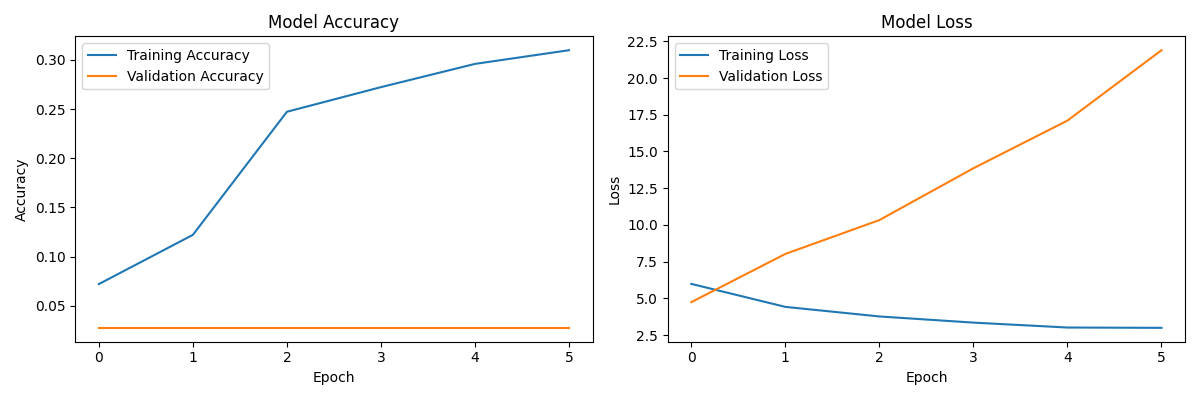 Model Accuracy
Training Accuracy
Validation Accuracy
0.30
0.25
0.20
0.15
0.10
0.05
Accuracy
0 1 2 3 4 5
Epoch
Model Loss
Training Loss
Validation Loss
22.5
20.0
17.5
15.0
12.5
10.0
7.5
5.0
2.5
Loss
0 1 2 3 4 5
Epoch